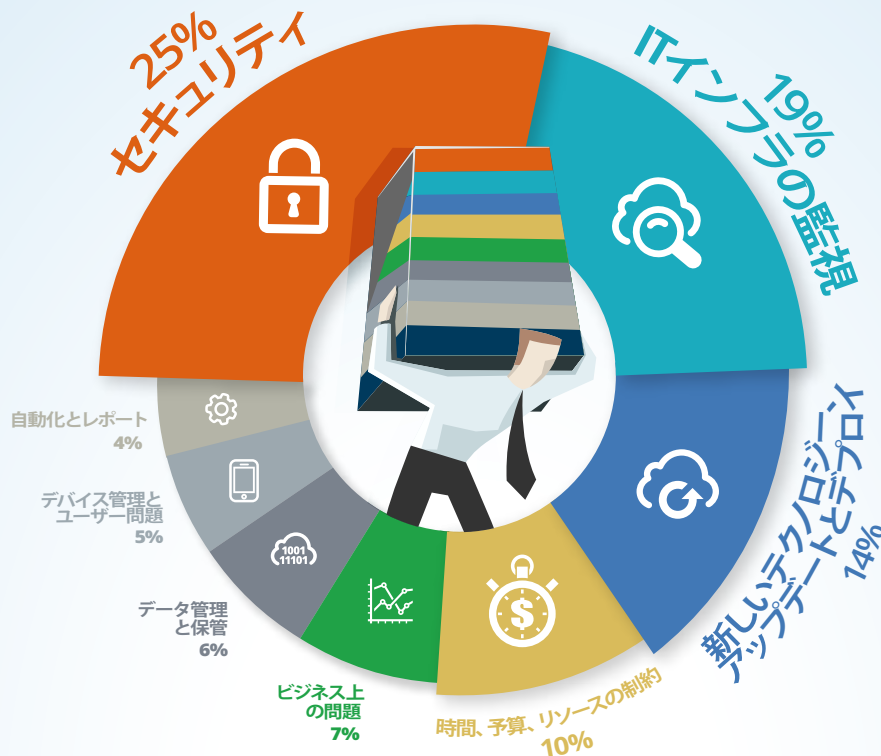 25%
セキュリティ
19%
ITインフラの監視
新しいテクノロジー、
アップデートとデプロイ
14%
時間、予算、リソースの制約
10%
$
ビジネス上
の問題
7%
データ管理
と保管
6%
1001
11101
デバイス管理と
ユーザー問題
5%
自動化とレポート
4%